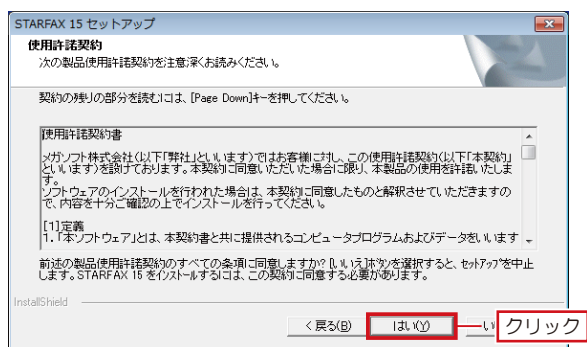 STARFAX 15 セットアップ
使用許諾契約
次の製品使用許諾契約を注意深くお読みください。
契約の残りの部分を読むには、[Page Down]キーを押してください。
使用許諾契約書
メガソフト株式会社(以下「弊社」といいます)ではお客様に対し、この使用許諾契約(以下「本契約」
といいます)を設けております。本契約に同意いただいた場合に限り、本製品の使用を許諾いたしま
す。
ソフトウェアのインストールを行われた場合は、本契約に同意したものと解釈させていただきますの
で、内容を十分ご確認の上でインストールを行ってください。
[1]定義
1.「本ソフトウェア」とは、本契約書と共に提供されるコンピュータプログラムおよびデータをいいます
前述の製品使用許諾契約のすべての条項に同意しますか? [いいえ]ボタンを選択すると、セットアップを中止
します。STARFAX 15 をインストールするには、この契約に同意する必要があります。
InstallShield
< 戻る(B)
はい(Y)
クリック